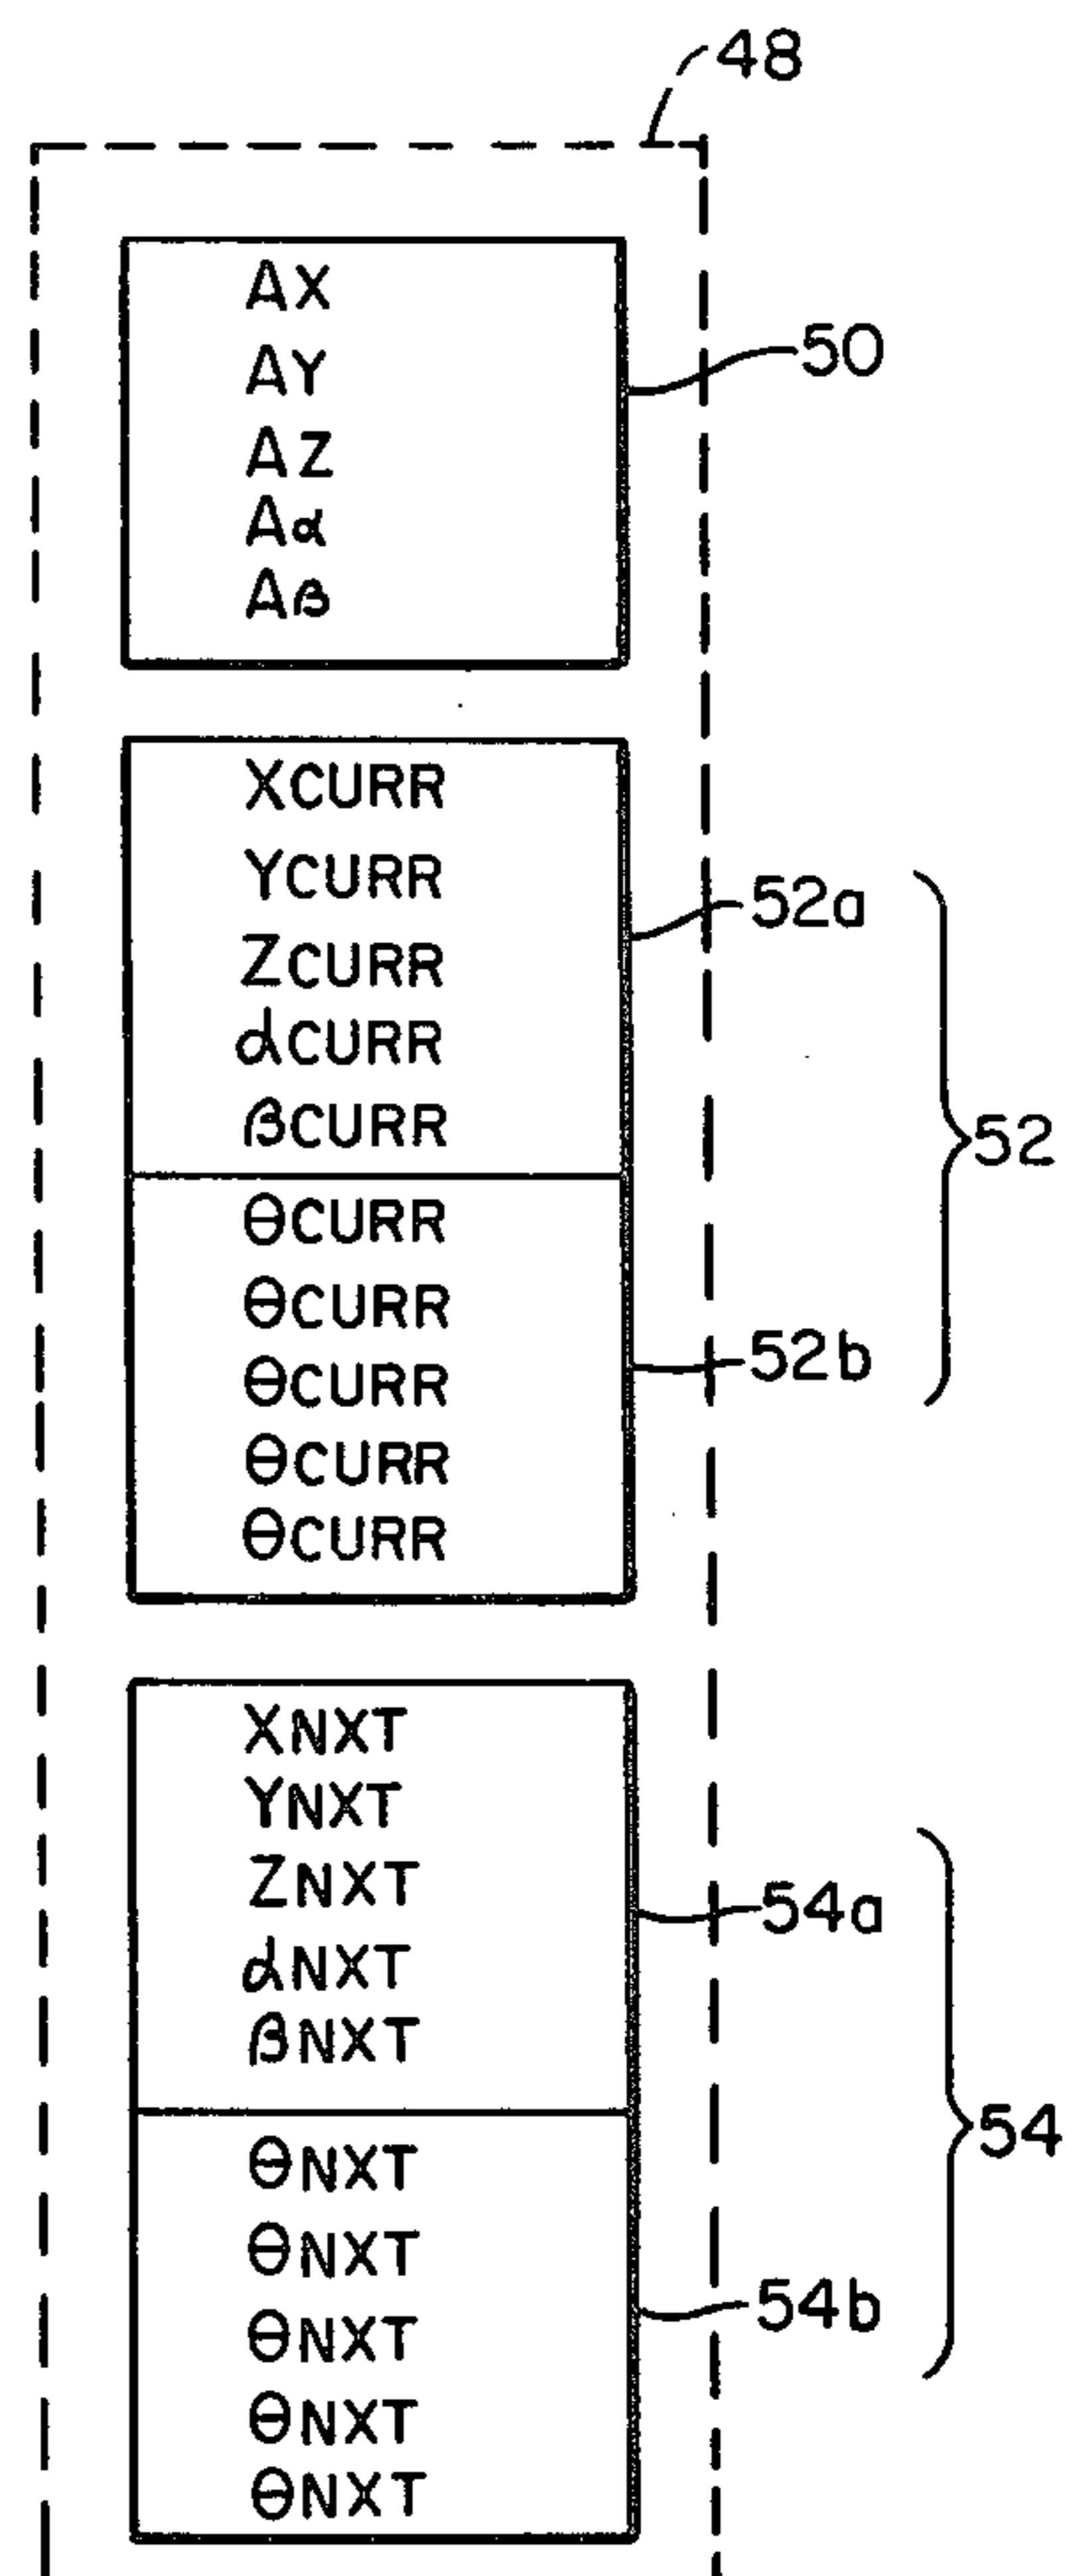 48
AX
AY
AZ
Aα
Aβ
50
XCURR
YCURR
ZCURR
αCURR
βCURR
52a
ΘCURR
ΘCURR
ΘCURR
ΘCURR
ΘCURR
52b
52
XNXT
YNXT
ZNXT
αNXT
βNXT
54a
ΘNXT
ΘNXT
ΘNXT
ΘNXT
ΘNXT
54b
54